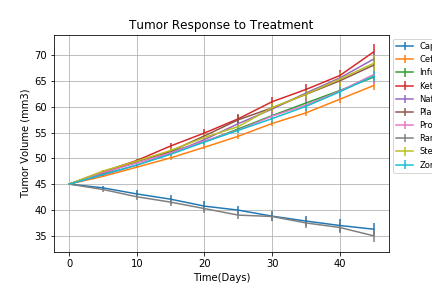 Tumor Response to Treatment
Tumor Volume (mm3)
70
65
60
55
50
45
40
35
0
10
20
30
40
Time(Days)
Cap
Cef
Infu
Ket
Naf
Pla
Pro
Ran
Ste
Zon